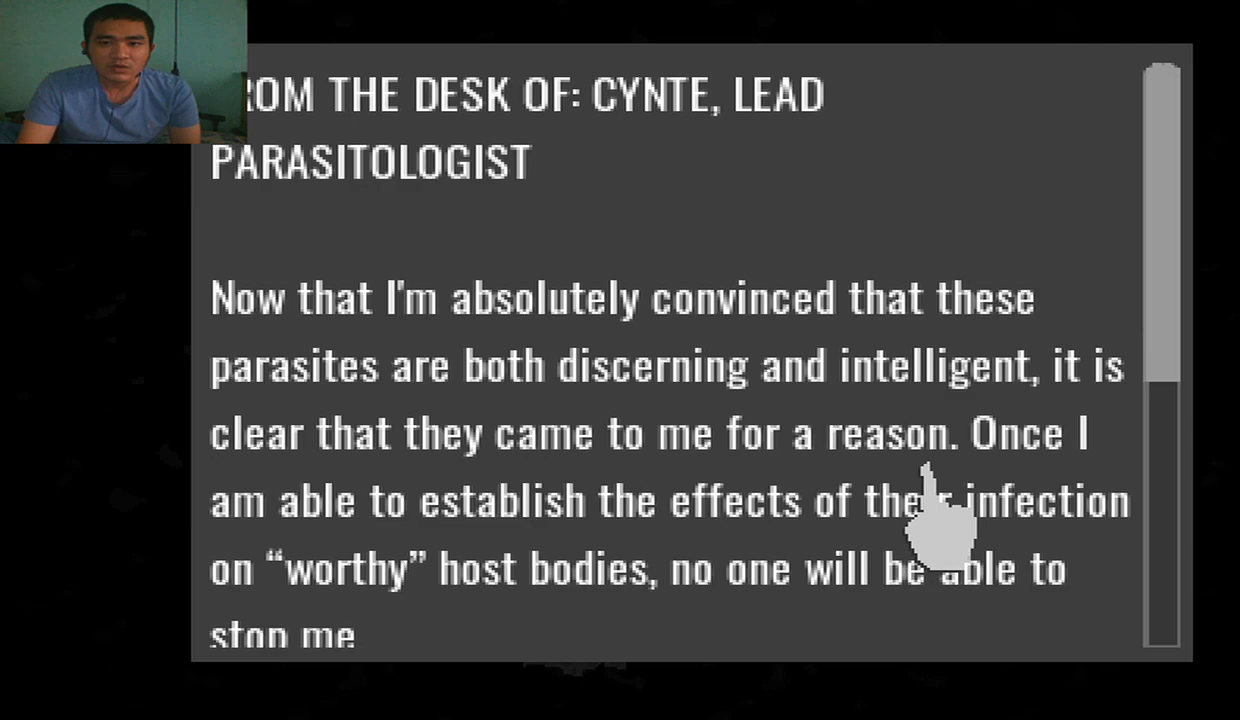 ROM THE DESK OF: CYNTE, LEAD
PARASITOLOGIST
Now that I'm absolutely convinced that these
parasites are both discerning and intelligent, it is
clear that they came to me for a reason. Once I
am able to establish the effects of their infection
on “worthy” host bodies, no one will be able to
stop me